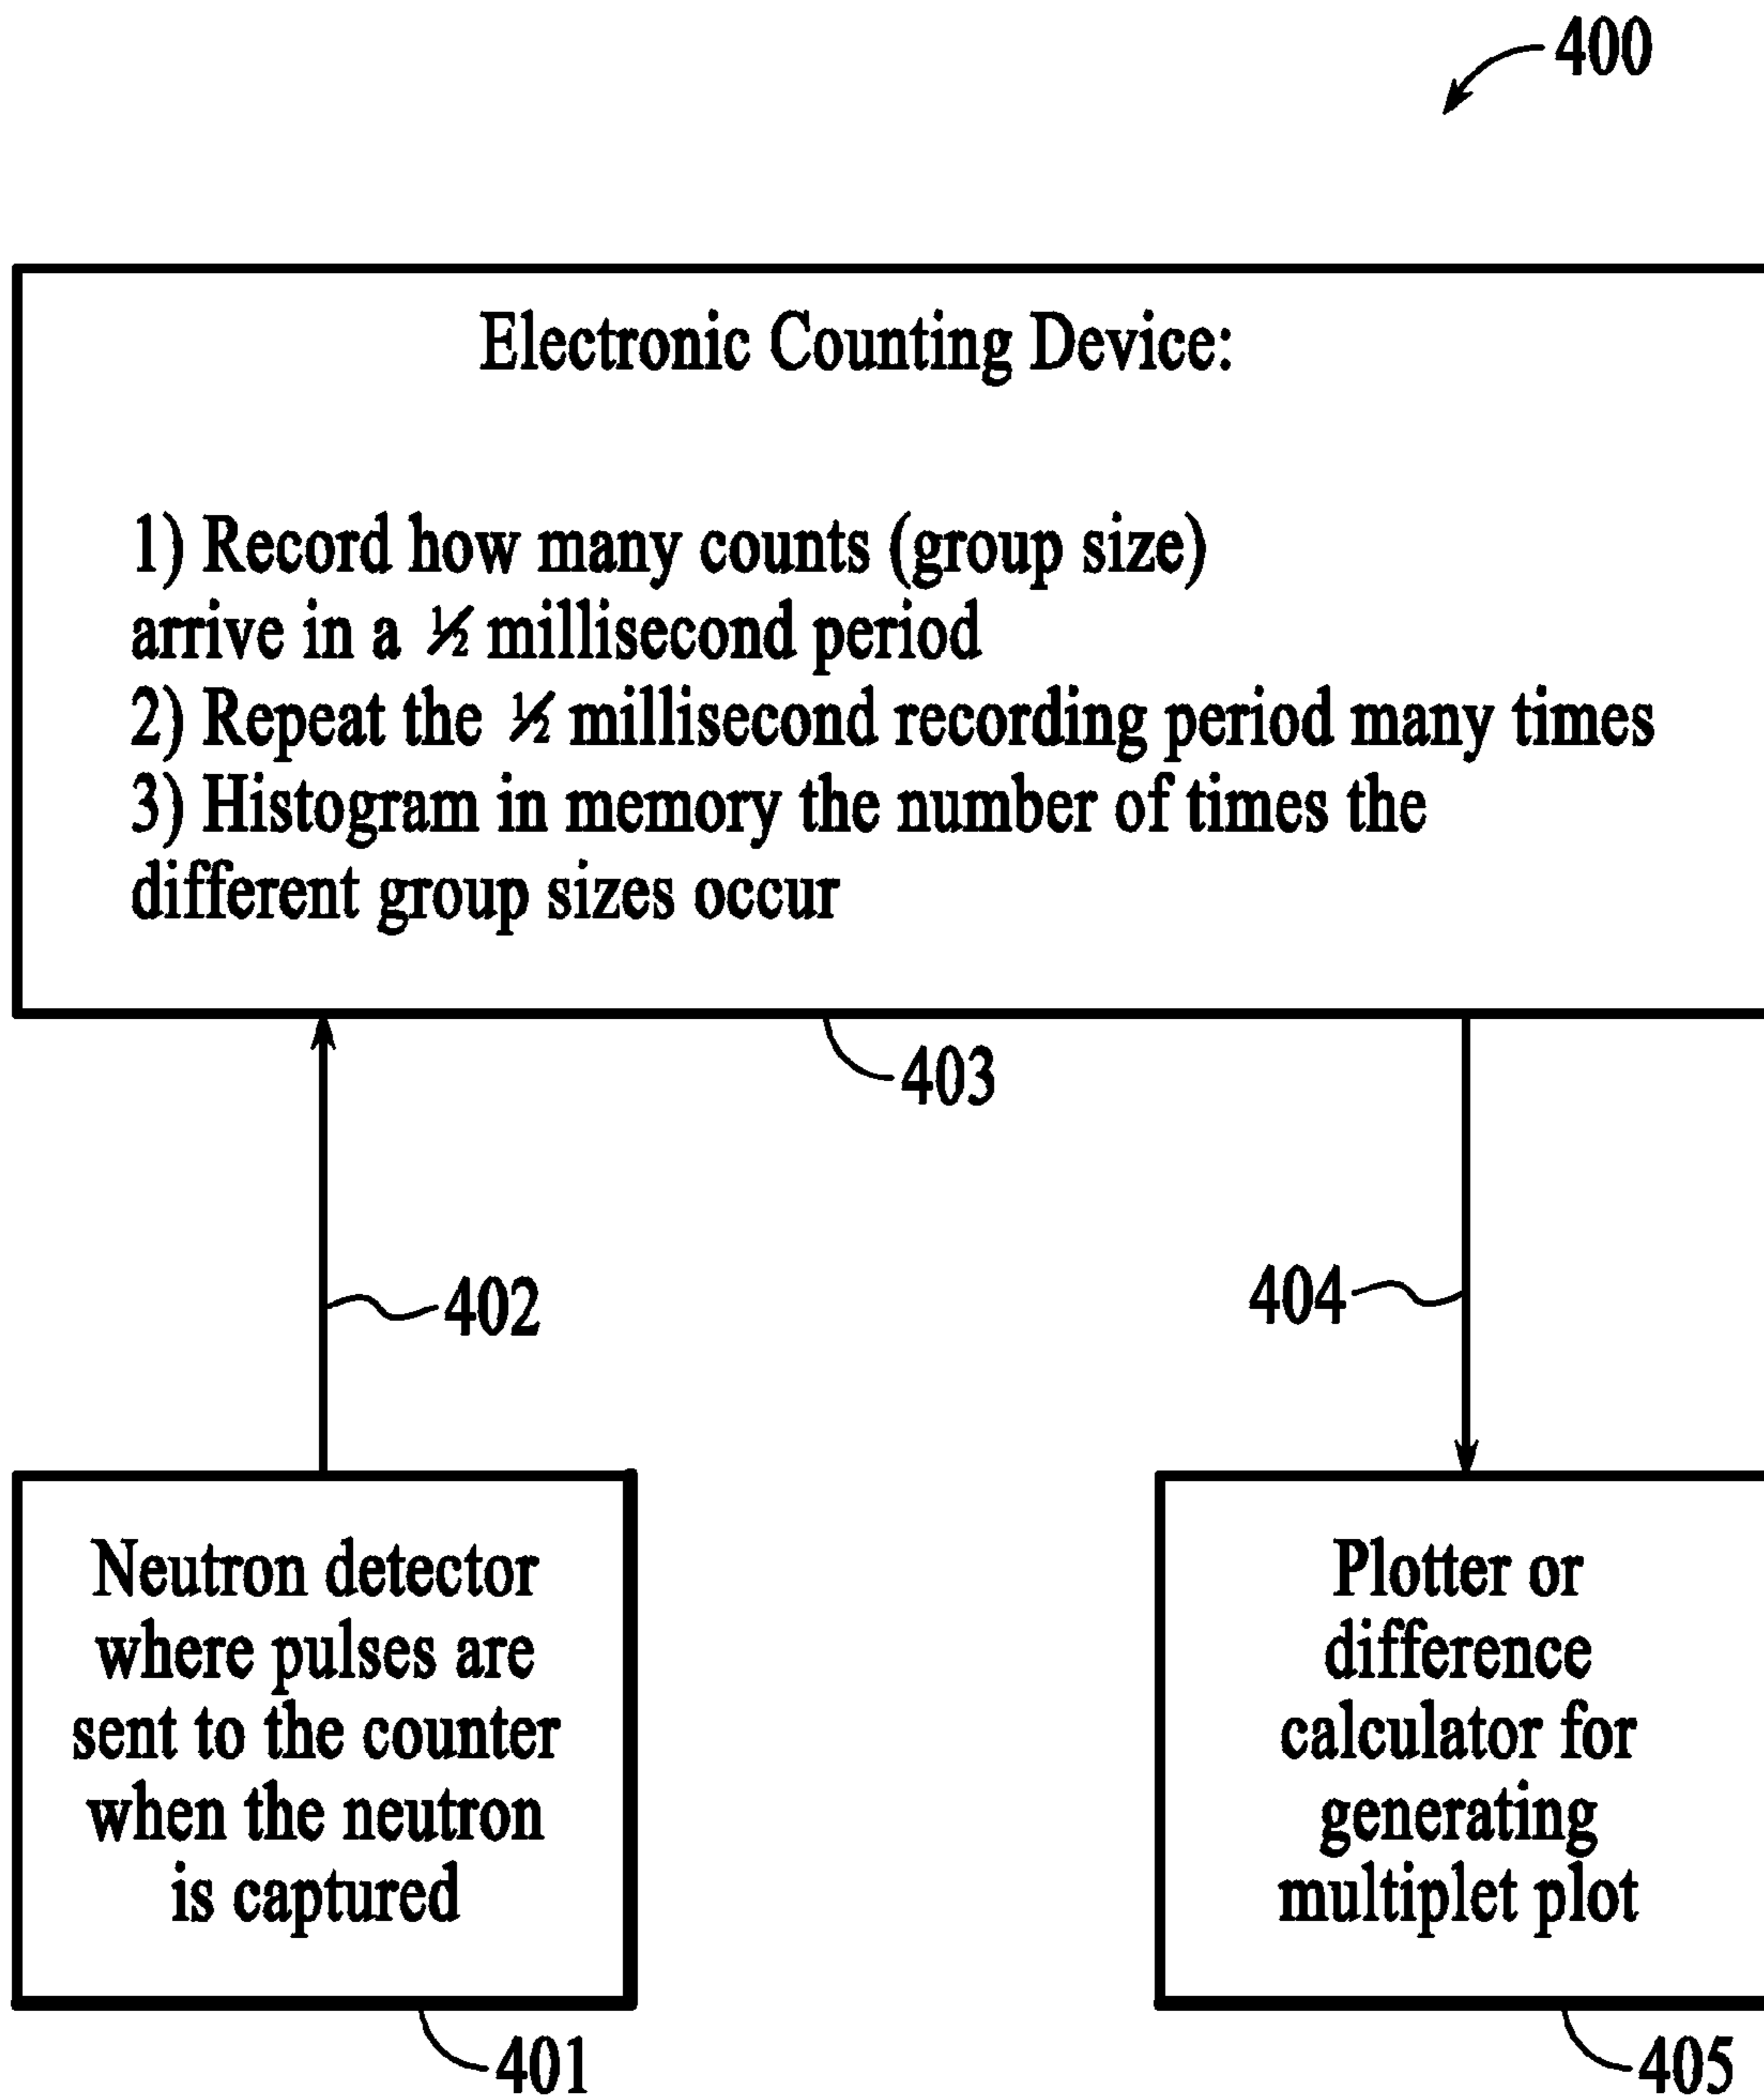 400
Electronic Counting Device:
1) Record how many counts (group size)
arrive in a ½ millisecond period
2) Repeat the ½ millisecond recording period many times
3) Histogram in memory the number of times the
different group sizes occur
403
402
404
Neutron detector
where pulses are
sent to the counter
when the neutron
is captured
401
Plotter or
difference
calculator for
generating
multiplet plot
405